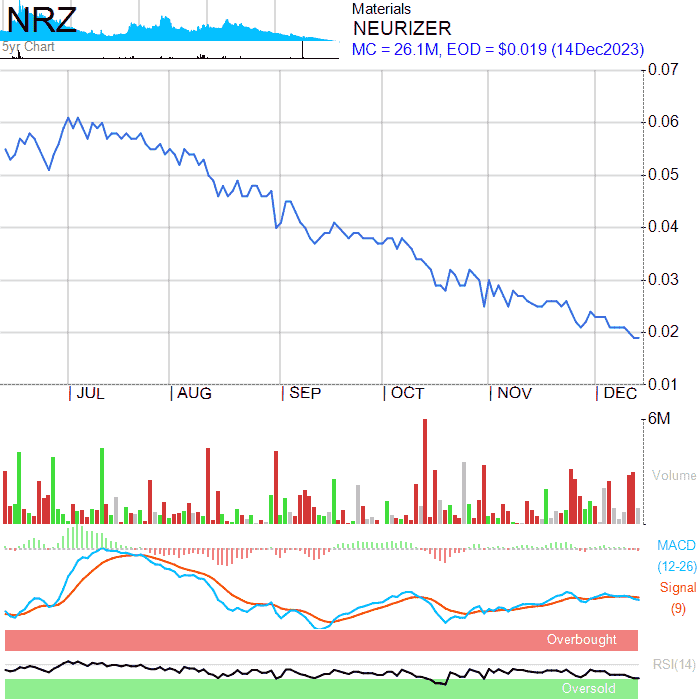 NRZ
5yr Chart
Materials
NEURIZER
MC = 26.1M, EOD = $0.019 (14Dec2023)
0.07
0.06
0.05
0.04
0.03
0.02
0.01
JUL AUG SEP OCT NOV DEC
6M
Volume
MACD
(12-26)
Signal
(9)
Overbought
RSI(14)
Oversold